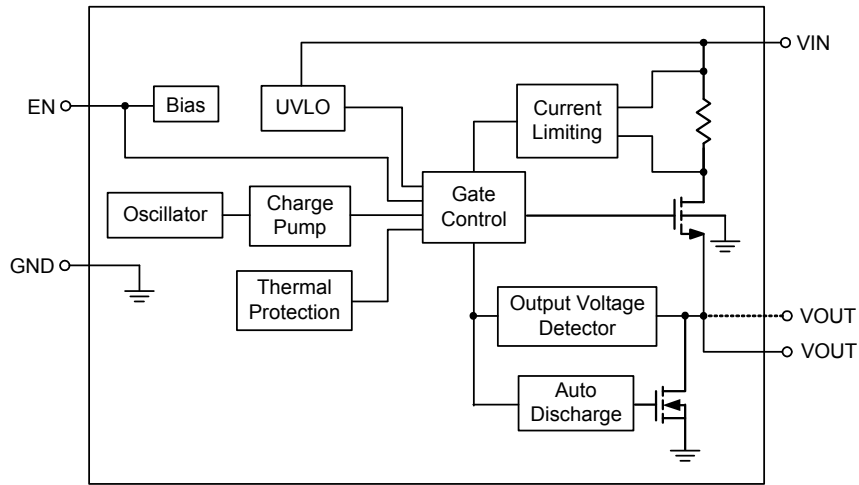 VIN
EN
Bias
UVLO
Current
Limiting
Oscillator
Charge
Pump
Gate
Control
GND
Thermal
Protection
Output Voltage
Detector
VOUT
VOUT
Auto
Discharge